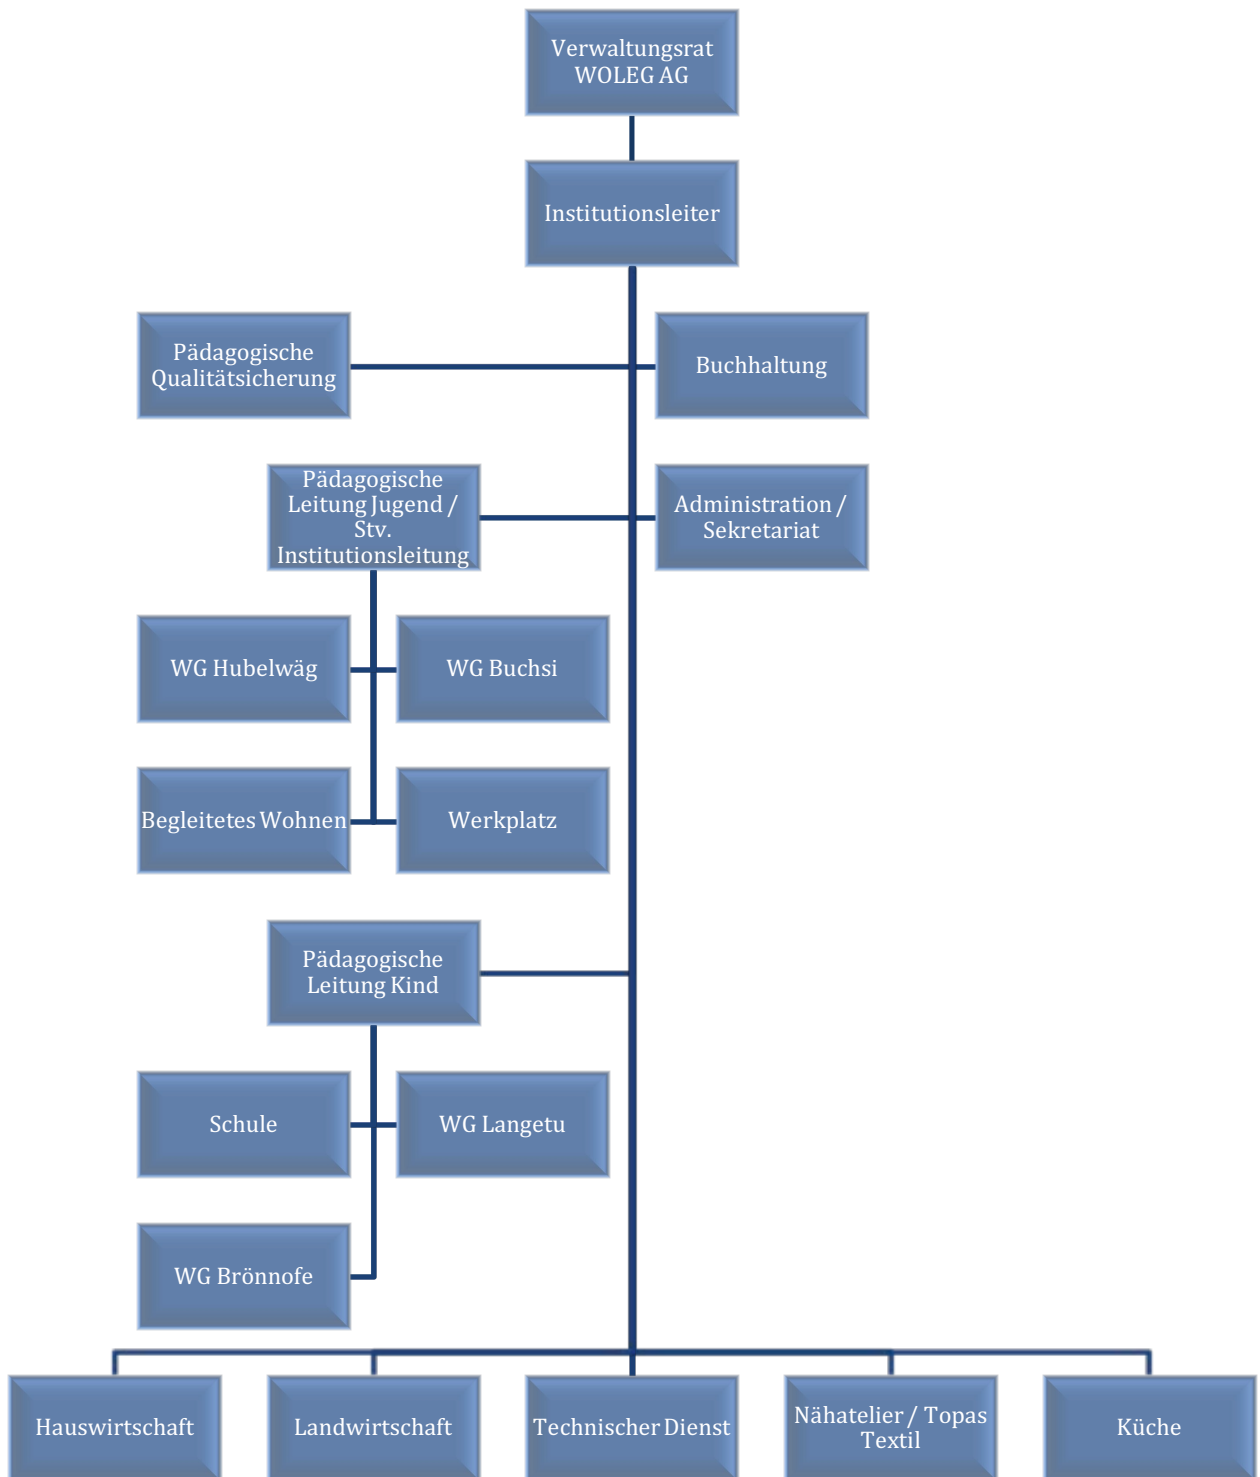 Verwaltungsrat
WOLEG AG
Institutionsleiter
Pädagogische
Qualitätsicherung
Buchhaltung
Pädagogische
Leitung Jugend /
Stv.
Institutionsleitung
Administration /
Sekretariat
WG Hubelwäg
WG Buchsi
Begleitetes Wohnen
Werkplatz
Pädagogische
Leitung Kind
Schule
WG Langetu
WG Brönnofe
Hauswirtschaft
Landwirtschaft
Technischer Dienst
Nähatelier / Topas
Textil
Küche